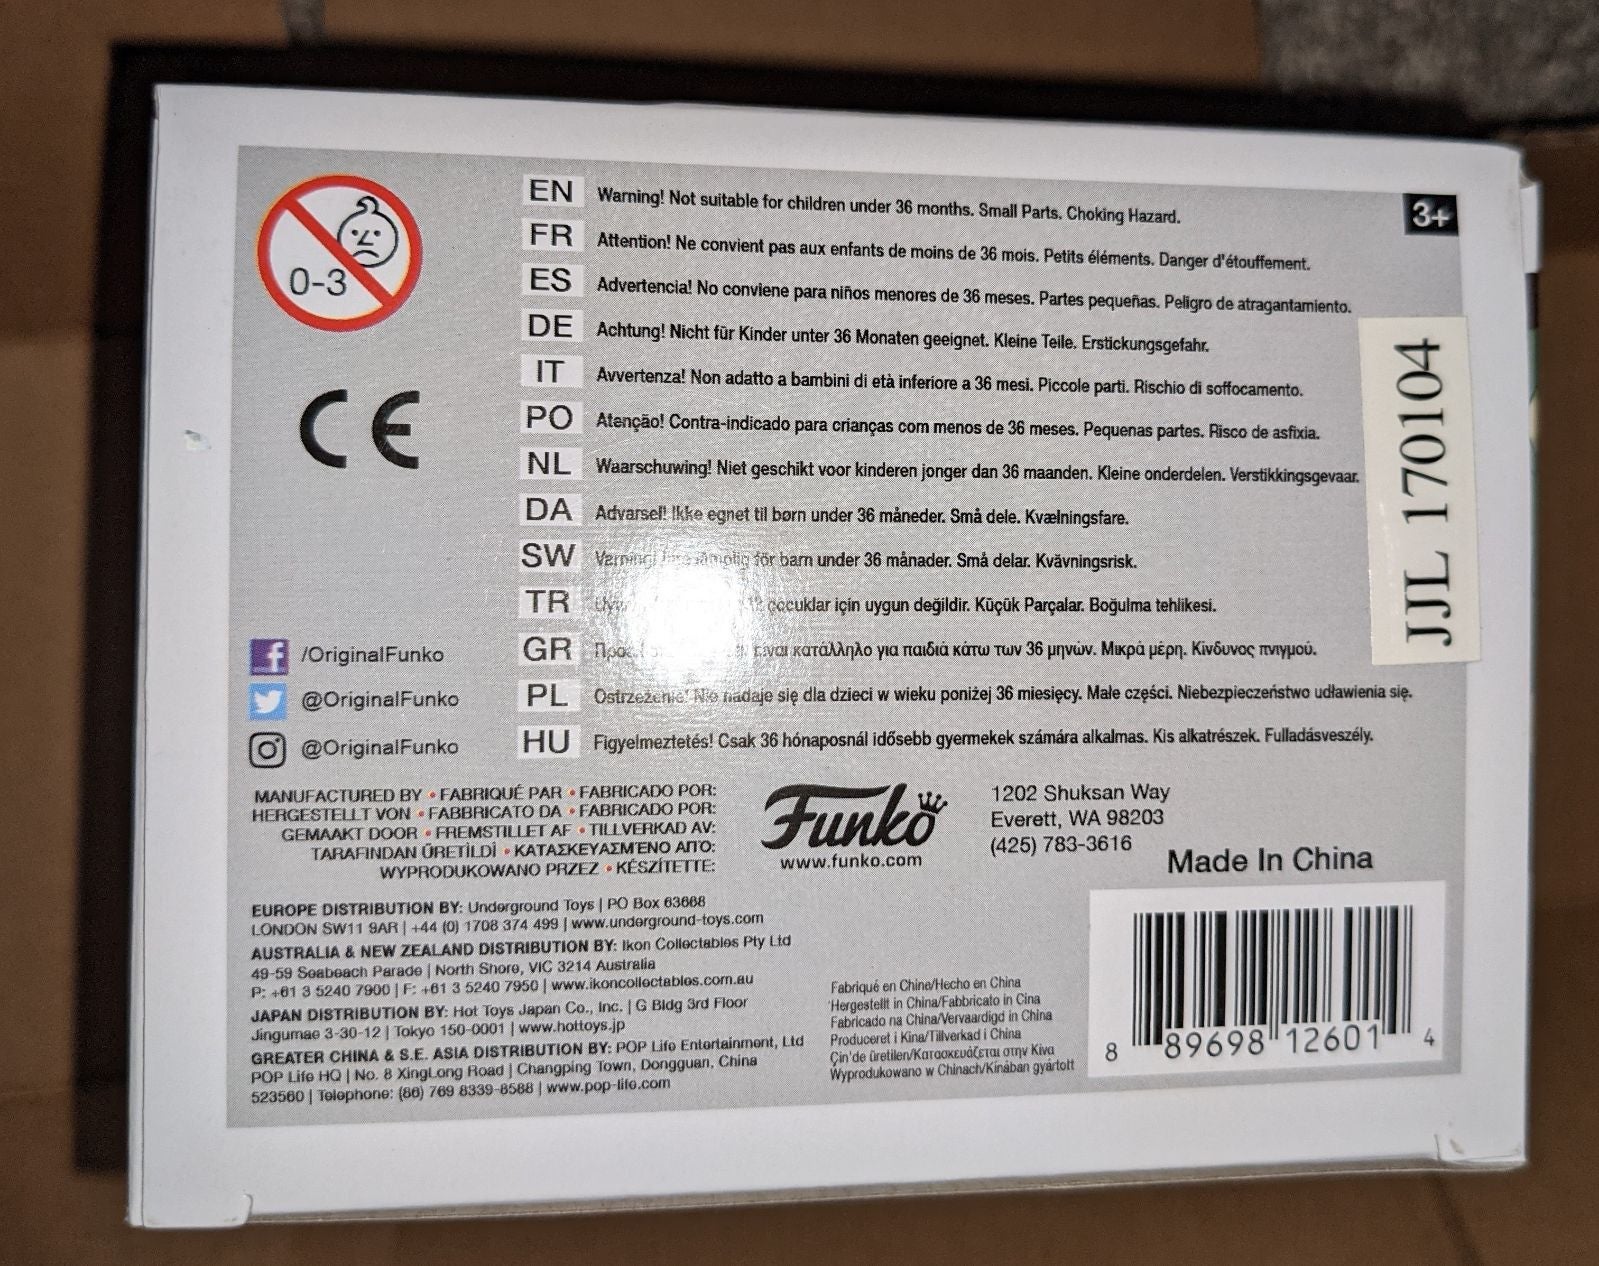 0-3
CE
EN Warning! Not suitable for children under 36 months. Small Parts. Choking Hazard.
3+
FR Attention! Ne convient pas aux enfants de moins de 36 mois. Petits éléments. Danger d'étouffement.
ES Advertencia! No conviene para niños menores de 36 meses. Partes pequeñas. Peligro de atragantamiento.
DE Achtung! Nicht für Kinder unter 36 Monaten geeignet. Kleine Teile. Erstickungsgefahr.
IT Avvertenza! Non adatto a bambini di età inferiore a 36 mesi. Piccole parti. Rischio di soffocamento.
PO Atenção! Contra-indicado para crianças com menos de 36 meses. Pequenas partes. Risco de asfixia.
NL Waarschuwing! Niet geschikt voor kinderen jonger dan 36 maanden. Kleine onderdelen. Verstikkingsgevaar.
DA Advarsel! Ikke egnet til børn under 36 måneder. Små dele. Kvælningsfare.
SW för barn under 36 månader. Små delar. Kvävningsrisk.
TR çocuklar için uygun değildir. Küçük Parçalar. Boğulma tehlikesi.
GR είναι κατάλληλο για παιδιά κάτω των 36 μηνών. Μικρά μέρη. Κίνδυνος πνιγμού.
PL Ostrzeżenie! Nie nadaje się dla dzieci w wieku poniżej 36 miesięcy. Małe części. Niebezpieczeństwo udławienia się.
HU Figyelmeztetés! Csak 36 hónaposnál idősebb gyermekek számára alkalmas. Kis alkatrészek. Fulladásveszély.
JJL 170104
/OriginalFunko
@OriginalFunko
@OriginalFunko
MANUFACTURED BY • FABRIQUÉ PAR • FABRICADO POR:
HERGESTELLT VON • FABBRICATO DA • FABRICADO POR:
GEMAAKT DOOR • FREMSTILLET AF • TILLVERKAD AV:
TARAFINDAN ÜRETİLDİ • ΚΑΤΑΣΚΕΥΑΣΜΈΝΟ ΑΠΌ:
WYPRODUKOWANO PRZEZ • KÉSZÍTETTE:
Funko
www.funko.com
1202 Shuksan Way
Everett, WA 98203
(425) 783-3616
Made In China
EUROPE DISTRIBUTION BY: Underground Toys | PO Box 63668
LONDON SW11 9AR | +44 (0) 1708 374 499 | www.underground-toys.com
AUSTRALIA & NEW ZEALAND DISTRIBUTION BY: Ikon Collectables Pty Ltd
49-59 Seabeach Parade | North Shore, VIC 3214 Australia
P: +61 3 5240 7900 | F: +61 3 5240 7950 | www.ikoncollectables.com.au
JAPAN DISTRIBUTION BY: Hot Toys Japan Co., Inc. | G Bldg 3rd Floor
Jingumae 3-30-12 | Tokyo 150-0001 | www.hottoys.jp
GREATER CHINA & S.E. ASIA DISTRIBUTION BY: POP Life Entertainment, Ltd
POP Life HQ | No. 8 XingLong Road | Changping Town, Dongguan, China
523560 | Telephone: (86) 769 8339-8588 | www.pop-life.com
Fabriqué en Chine/Hecho en China
Hergestellt in China/Fabbricato in Cina
Fabricado na China/Vervaardigd in China
Produceret i Kina/Tillverkad i China
Çin'de üretilen/Κατασκευάζεται στην Κίνα
Wyprodukowano w Chinach/Kínában gyártott
8 89698 12601 4